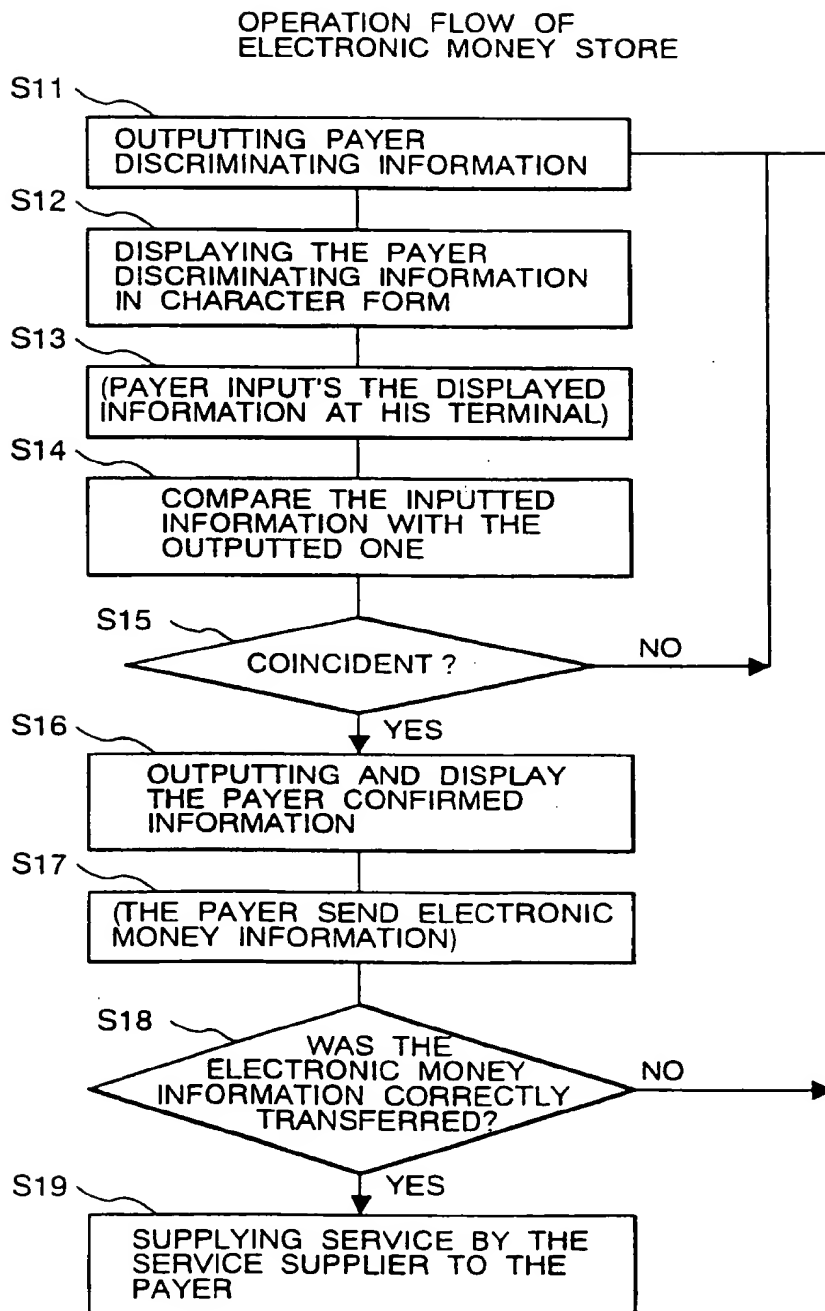 OPERATION FLOW OF
ELECTRONIC MONEY STORE
S11
OUTPUTTING PAYER
DISCRIMINATING INFORMATION
S12
DISPLAYING THE PAYER
DISCRIMINATING INFORMATION
IN CHARACTER FORM
S13
(PAYER INPUT'S THE DISPLAYED
INFORMATION AT HIS TERMINAL)
S14
COMPARE THE INPUTTED
INFORMATION WITH THE
OUTPUTTED ONE
S15
COINCIDENT ?
NO
YES
S16
OUTPUTTING AND DISPLAY
THE PAYER CONFIRMED
INFORMATION
S17
(THE PAYER SEND ELECTRONIC
MONEY INFORMATION)
S18
WAS THE
ELECTRONIC MONEY
INFORMATION CORRECTLY
TRANSFERRED?
NO
YES
S19
SUPPLYING SERVICE BY THE
SERVICE SUPPLIER TO THE
PAYER